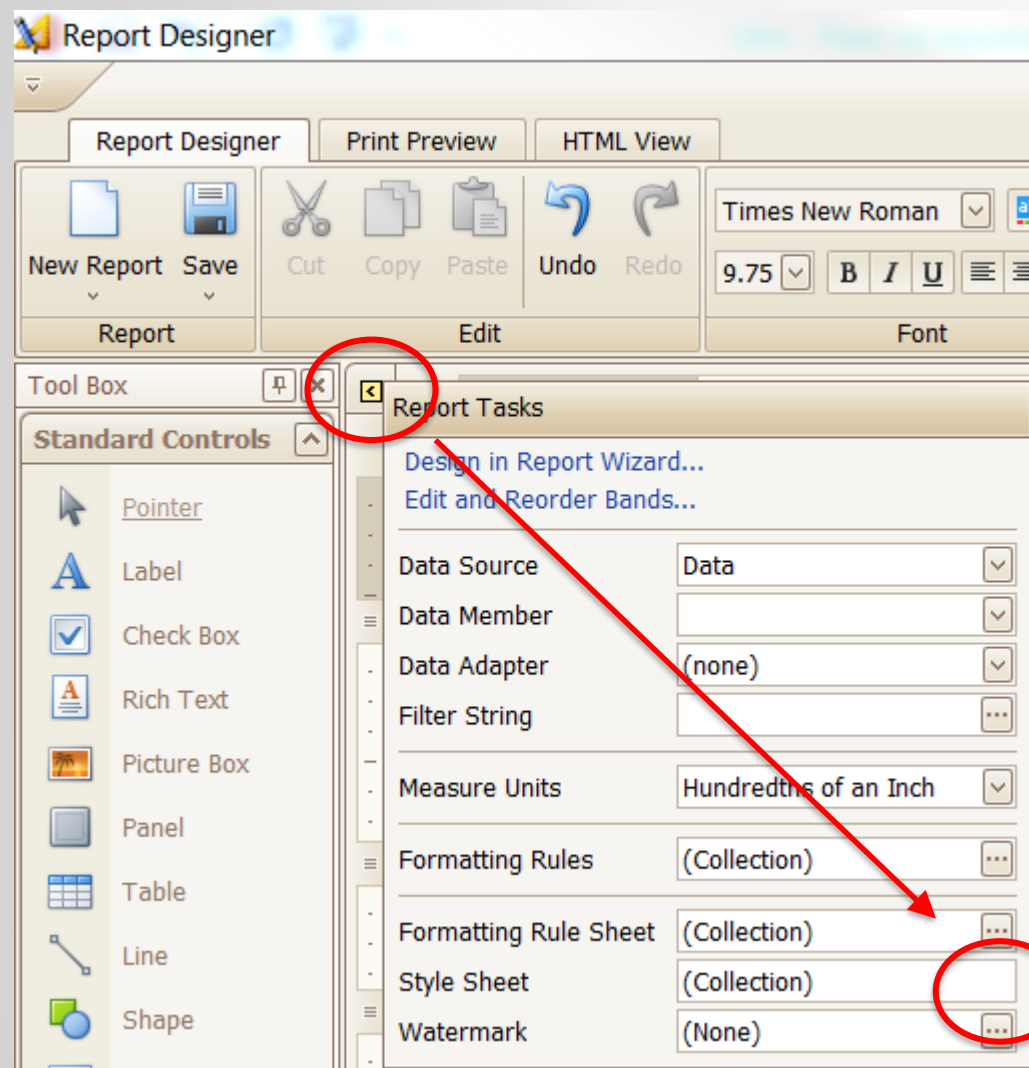 Report Designer
Report Designer Print Preview HTML View
New Report Save Cut Copy Paste Undo Redo
Times New Roman
9.75 B I U
Report Edit Font
Tool Box
Standard Controls
Pointer
Label
Check Box
Rich Text
Picture Box
Panel
Table
Line
Shape
Report Tasks
Design in Report Wizard...
Edit and Reorder Bands...
Data Source Data
Data Member
Data Adapter (none)
Filter String
Measure Units Hundredths of an Inch
Formatting Rules (Collection)
Formatting Rule Sheet (Collection)
Style Sheet (Collection)
Watermark (None)